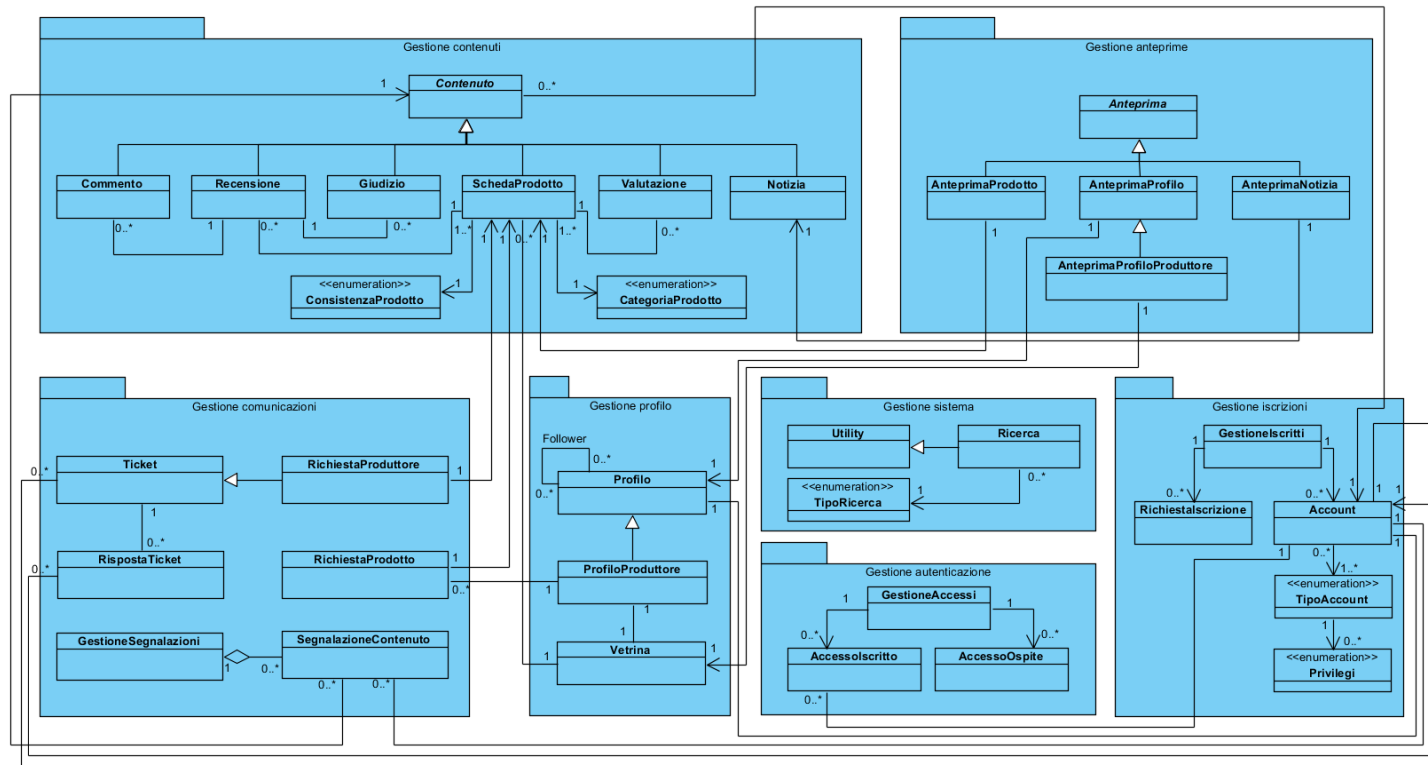 Gestione contenuti
Contenuto
1
0..*
Commento
Recensione
Giudizio
SchedaProdotto
Valutazione
Notizia
0..*
1
0..*
1
0..*
1
1..*
1
1
0..*
1
1..*
1
0..*
1
<<enumeration>>
ConsistenzaProdotto
1
1
<<enumeration>>
CategoriaProdotto
Gestione anteprime
Anteprima
AnteprimaProdotto
AnteprimaProfilo
AnteprimaNotizia
1
1
1
AnteprimaProfiloProduttore
1
Gestione comunicazioni
0..*
Ticket
RichiestaProduttore
1
1
0..*
RispostaTicket
0..*
RichiestaProdotto
1
0..*
GestioneSegnalazioni
1
0..*
SegnalazioneContenuto
0..*
0..*
Gestione profilo
Follower
0..*
0..*
Profilo
1
1
ProfiloProduttore
1
1
1
Vetrina
1
1
Gestione sistema
Utility
Ricerca
<<enumeration>>
TipoRicerca
1
0..*
Gestione autenticazione
GestioneAccessi
1
1
0..*
0..*
AccessoIscritto
AccessoOspite
0..*
Gestione iscrizioni
GestioneIscritti
1
1
0..*
0..*
1
1
1
RichiestaIscrizione
Account
1
1
1
0..*
1..*
<<enumeration>>
TipoAccount
1
0..*
<<enumeration>>
Privilegi